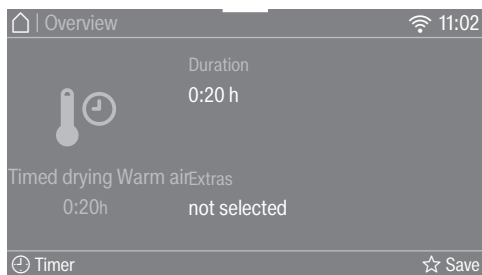 | Overview
11:02
Duration
0:20 h
Timed drying Warm air
0:20h
Extras
not selected
Timer
Save